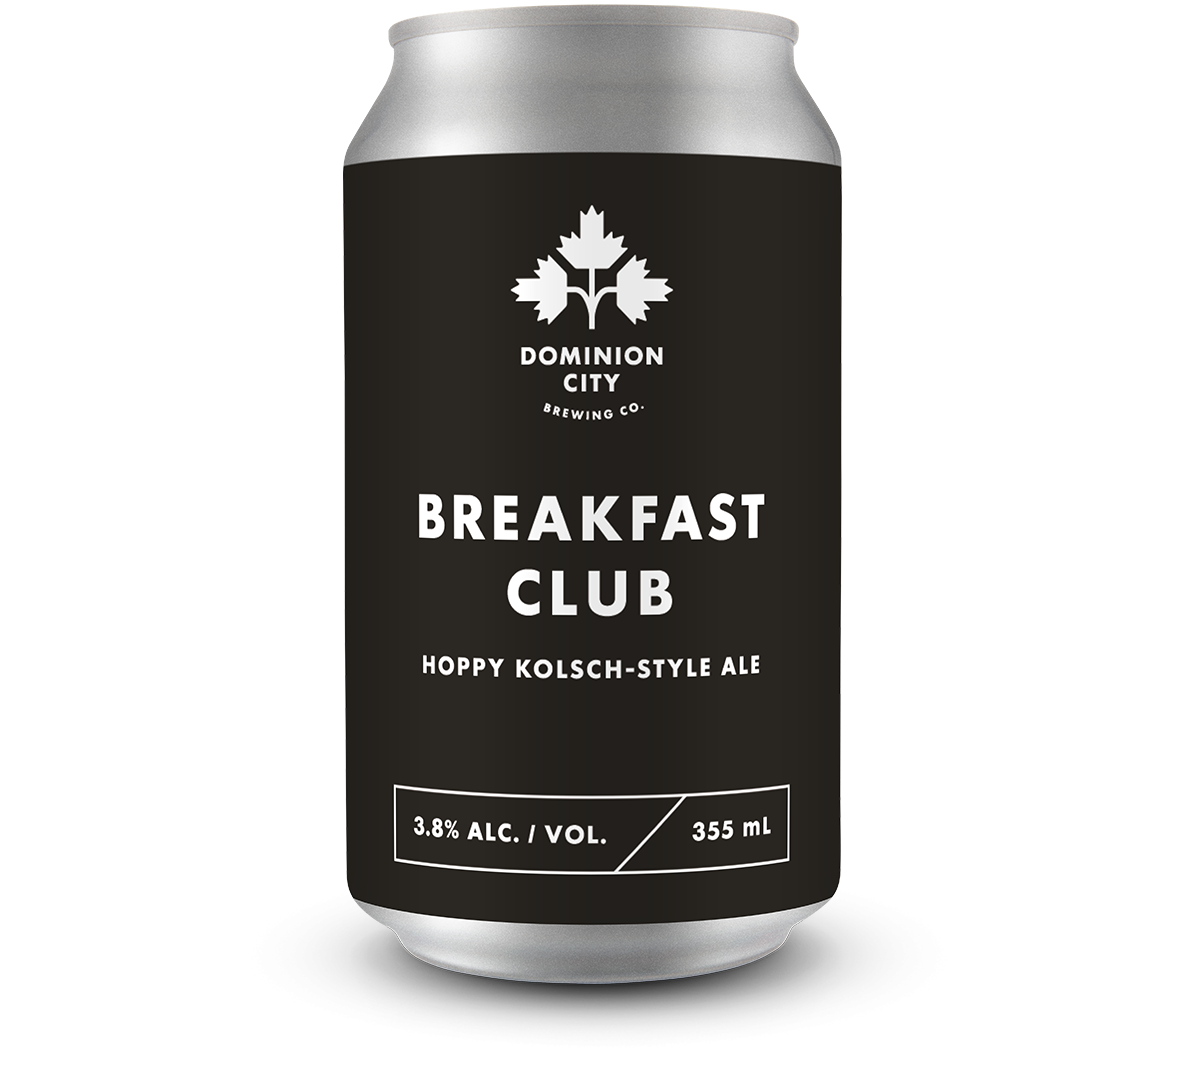 DOMINION
CITY
BREWING CO.
BREAKFAST
CLUB
HOPPY KOLSCH-STYLE ALE
3.8% ALC. / VOL.
355 mL